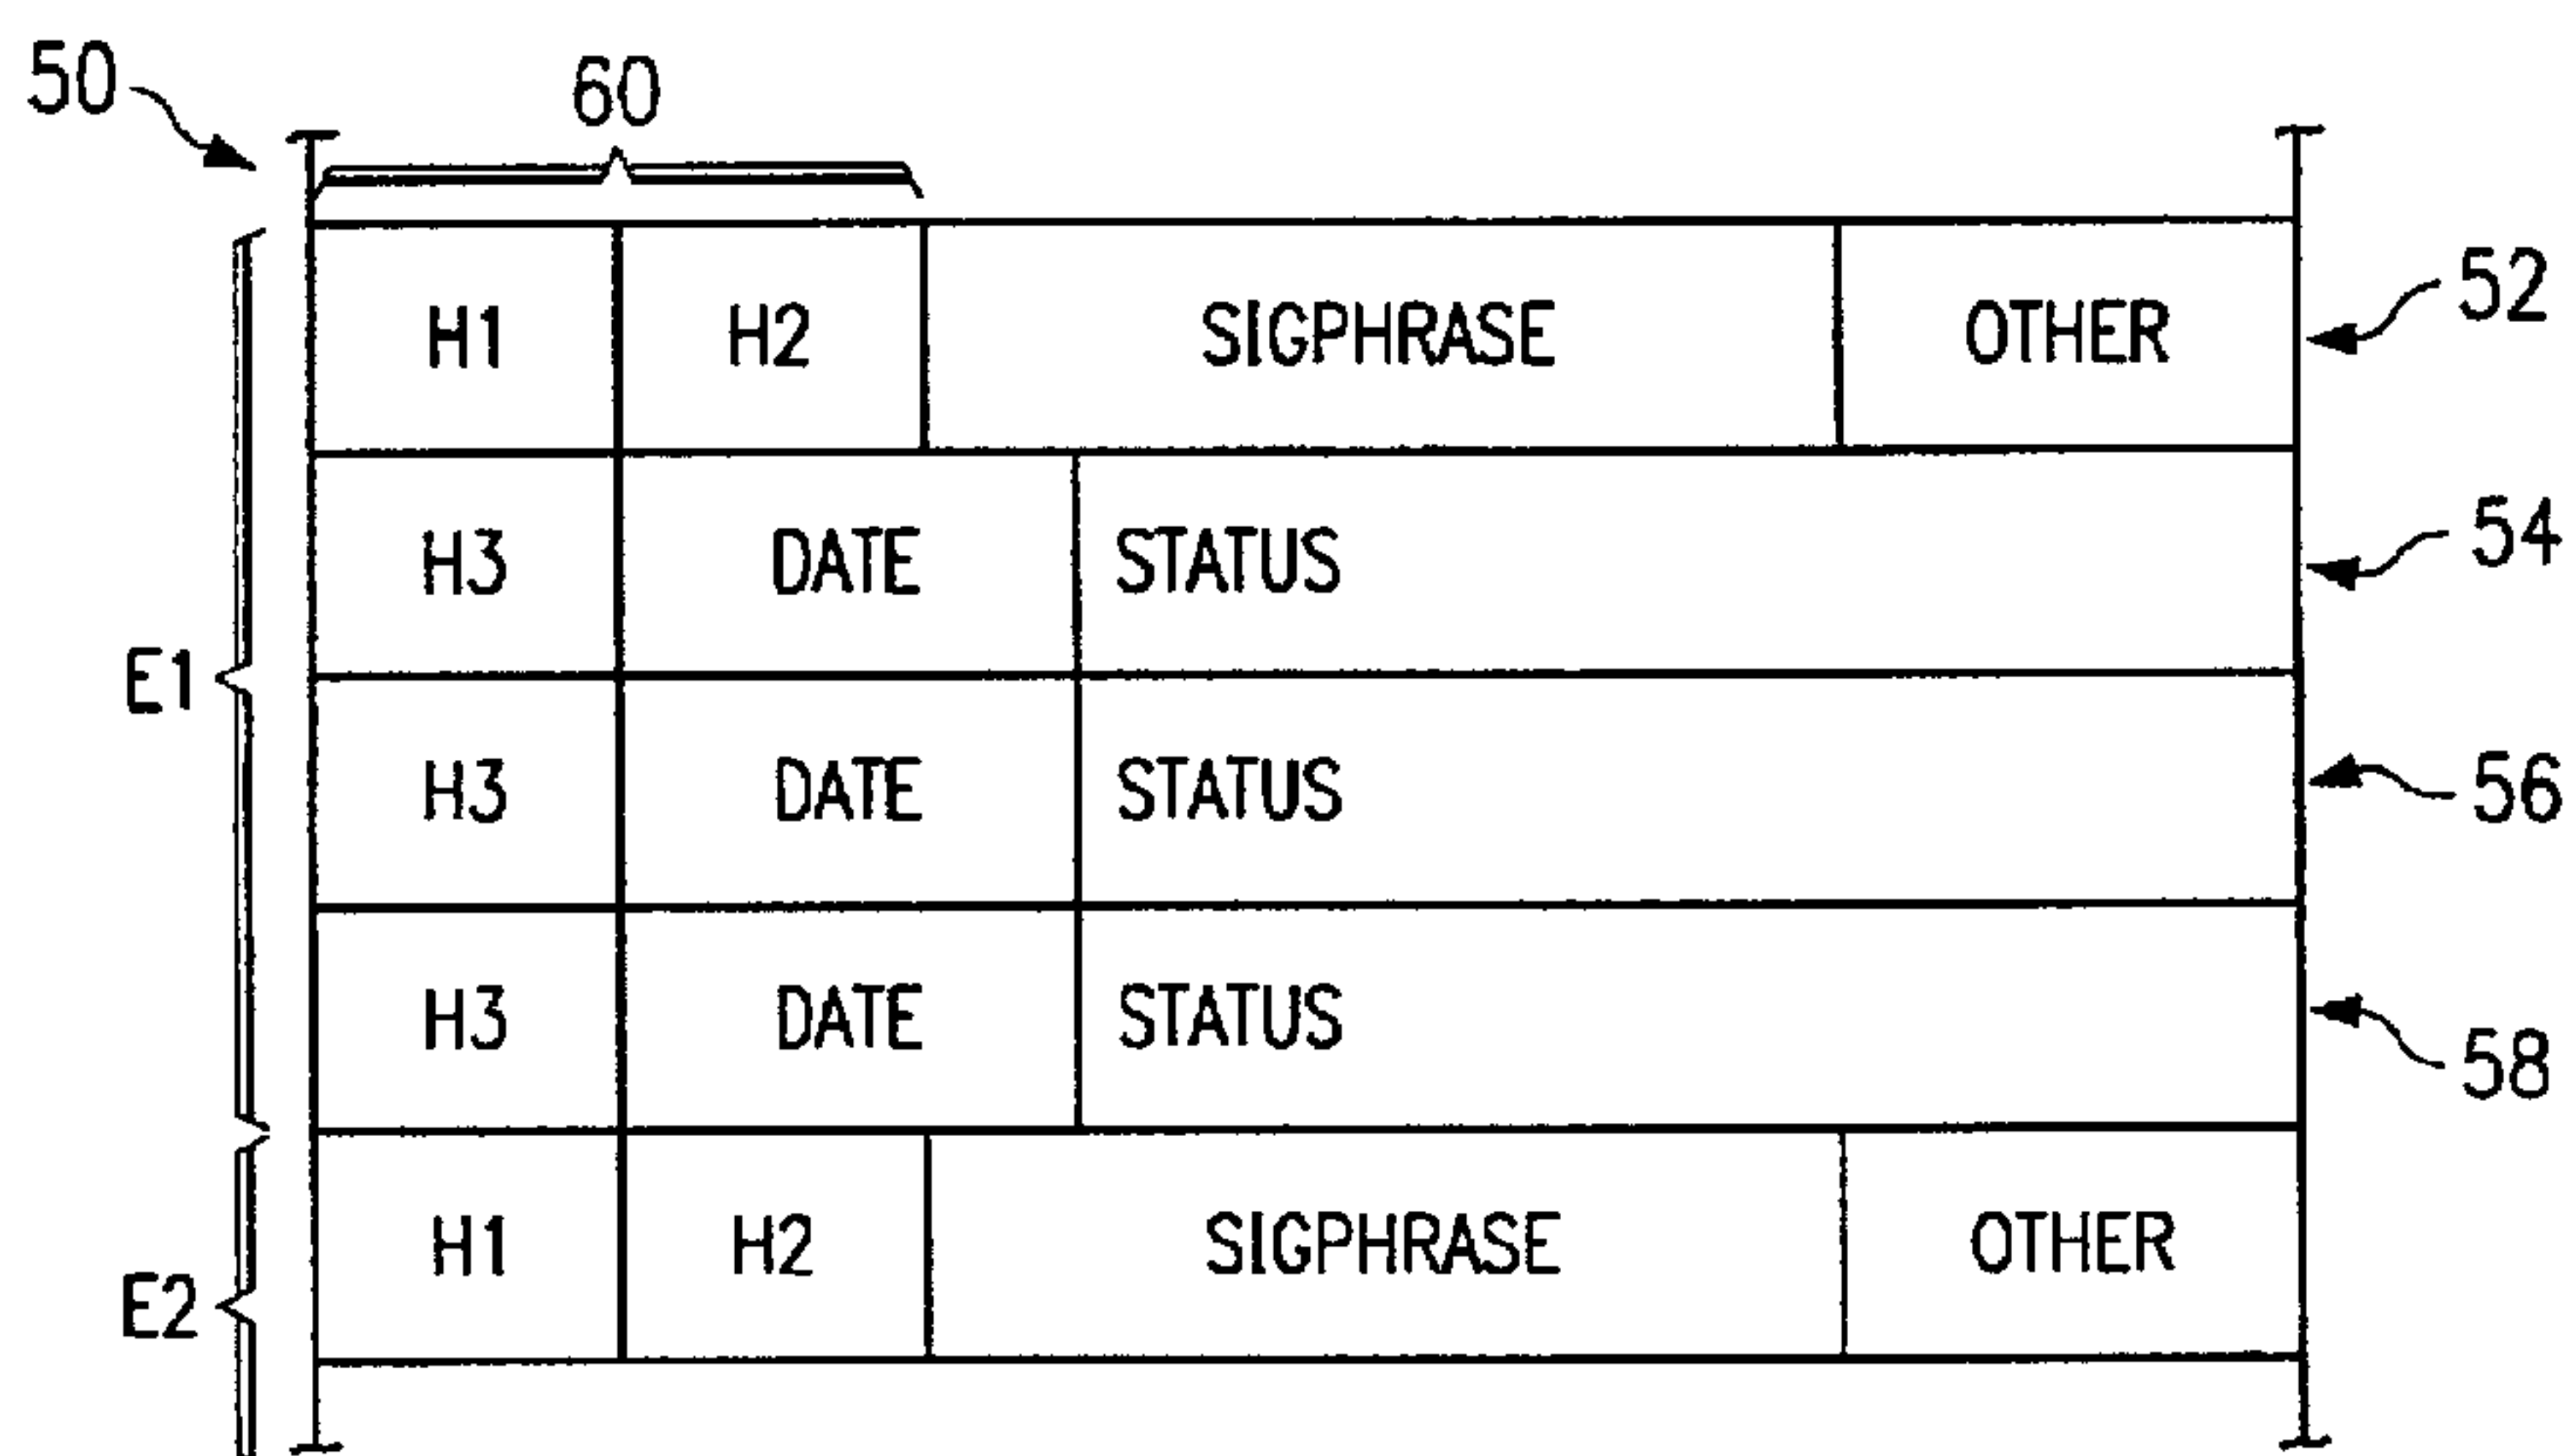 50
60
H1 H2 SIGPHRASE OTHER 52
H3 DATE STATUS 54
E1
H3 DATE STATUS 56
H3 DATE STATUS 58
H1 H2 SIGPHRASE OTHER
E2